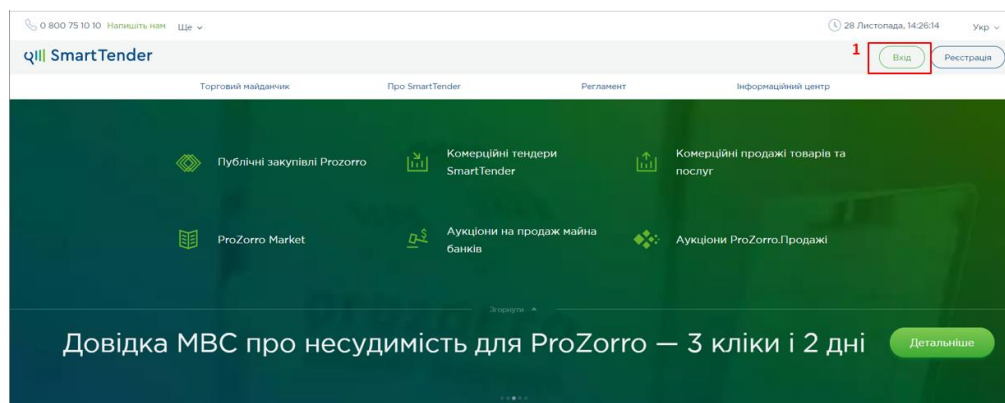 0 800 75 10 10 Напишіть нам Ще
28 Листопада, 14:26:14 Укр
SmartTender
1
Вхід
Реєстрація
Торговий майданчик Про SmartTender Регламент Інформаційний центр
Публічні закупівлі Prozorro
Комерційні тендери
SmartTender
Комерційні продажі товарів та
послуг
ProZorro Market
Аукціони на продаж майна
банків
Аукціони ProZorro.Продажі
Згорнути
Довідка МВС про несудимість для ProZorro — 3 кліки і 2 дні
Детальніше